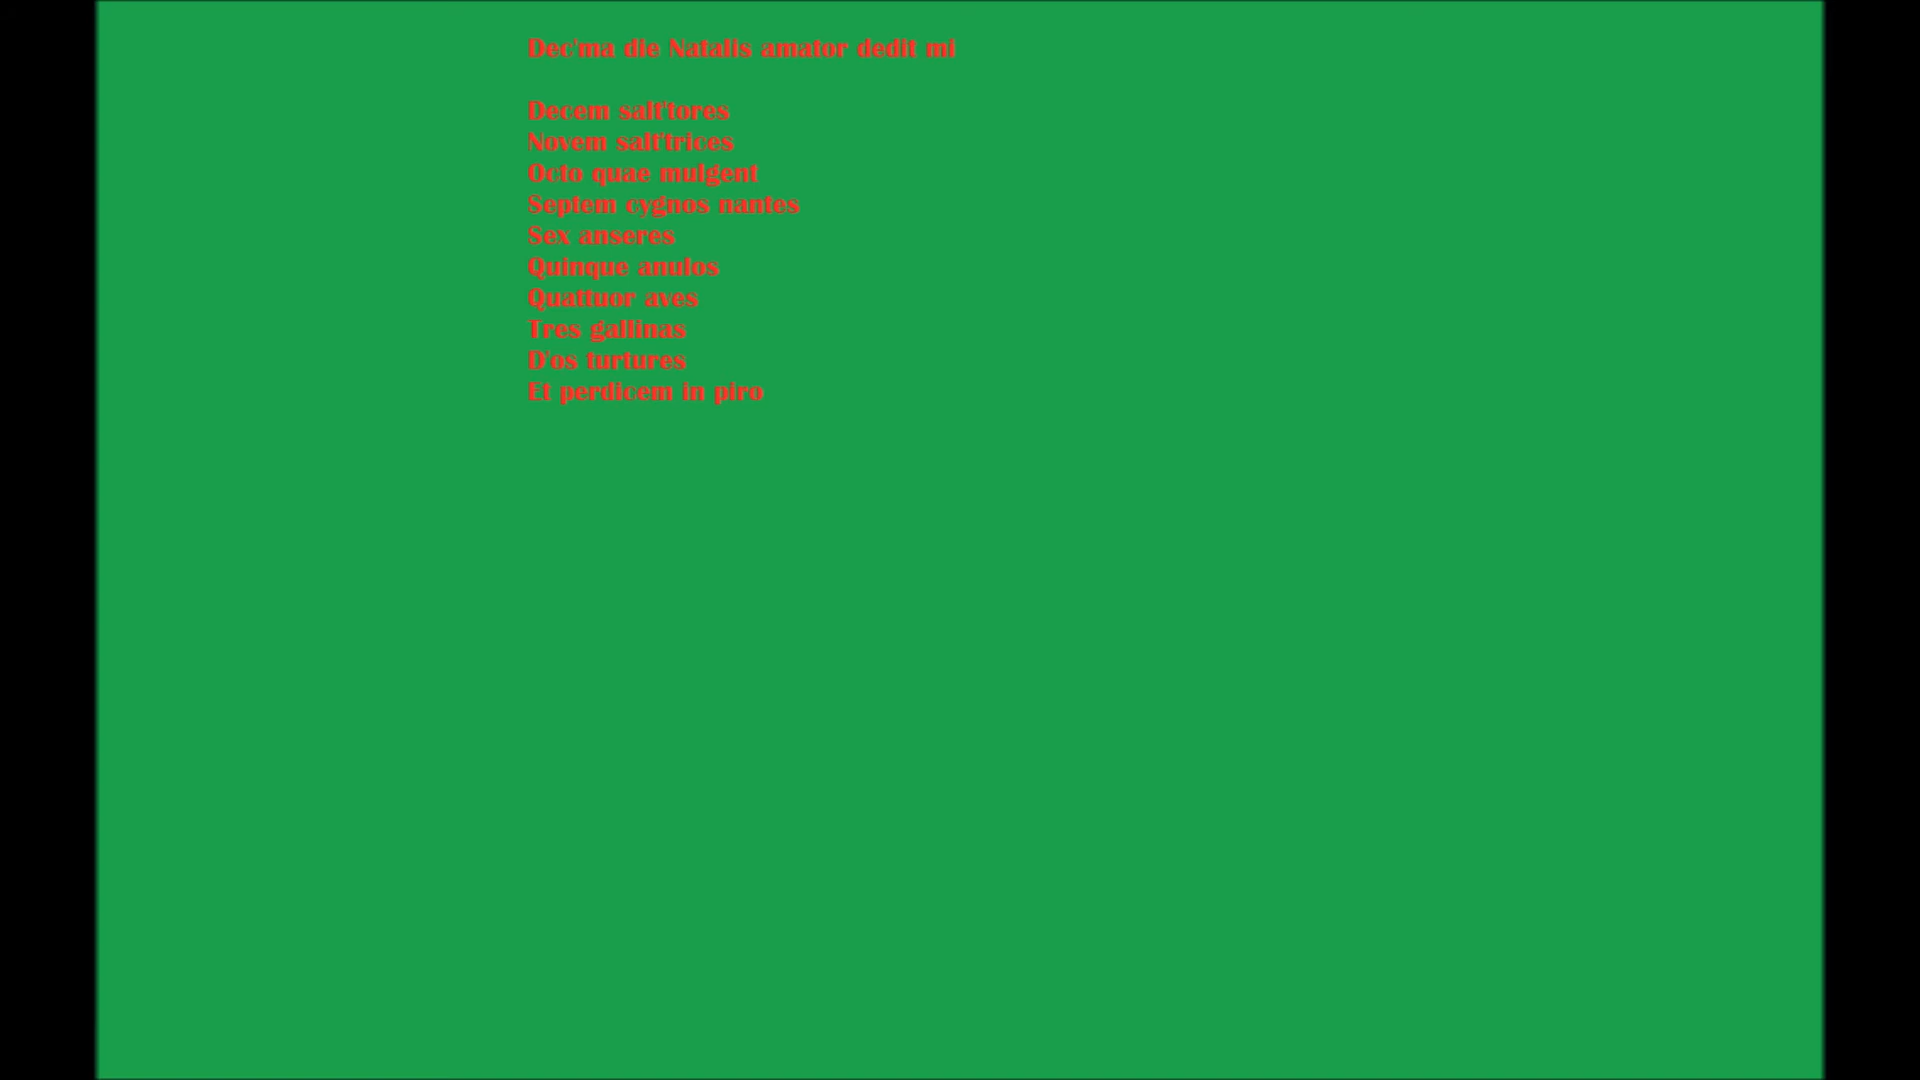 Dec'ma die Natalis amator dedit mi
Decem salt'tores
Novem salt'trices
Octo quae mulgent
Septem cygnos nantes
Sex anseres
Quinque anulos
Quattuor aves
Tres gallinas
D'os turtures
Et perdicem in piro